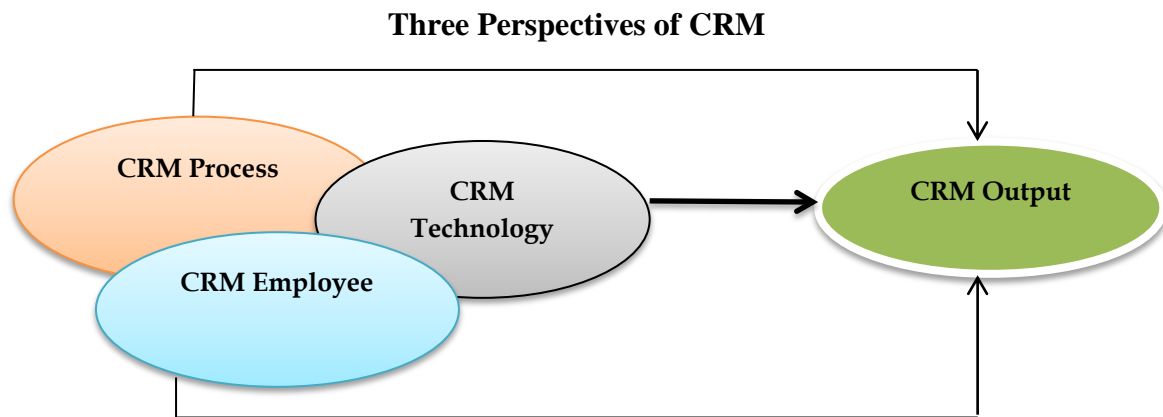 Three Perspectives of CRM
CRM Process
CRM
Technology
CRM Employee
CRM Output